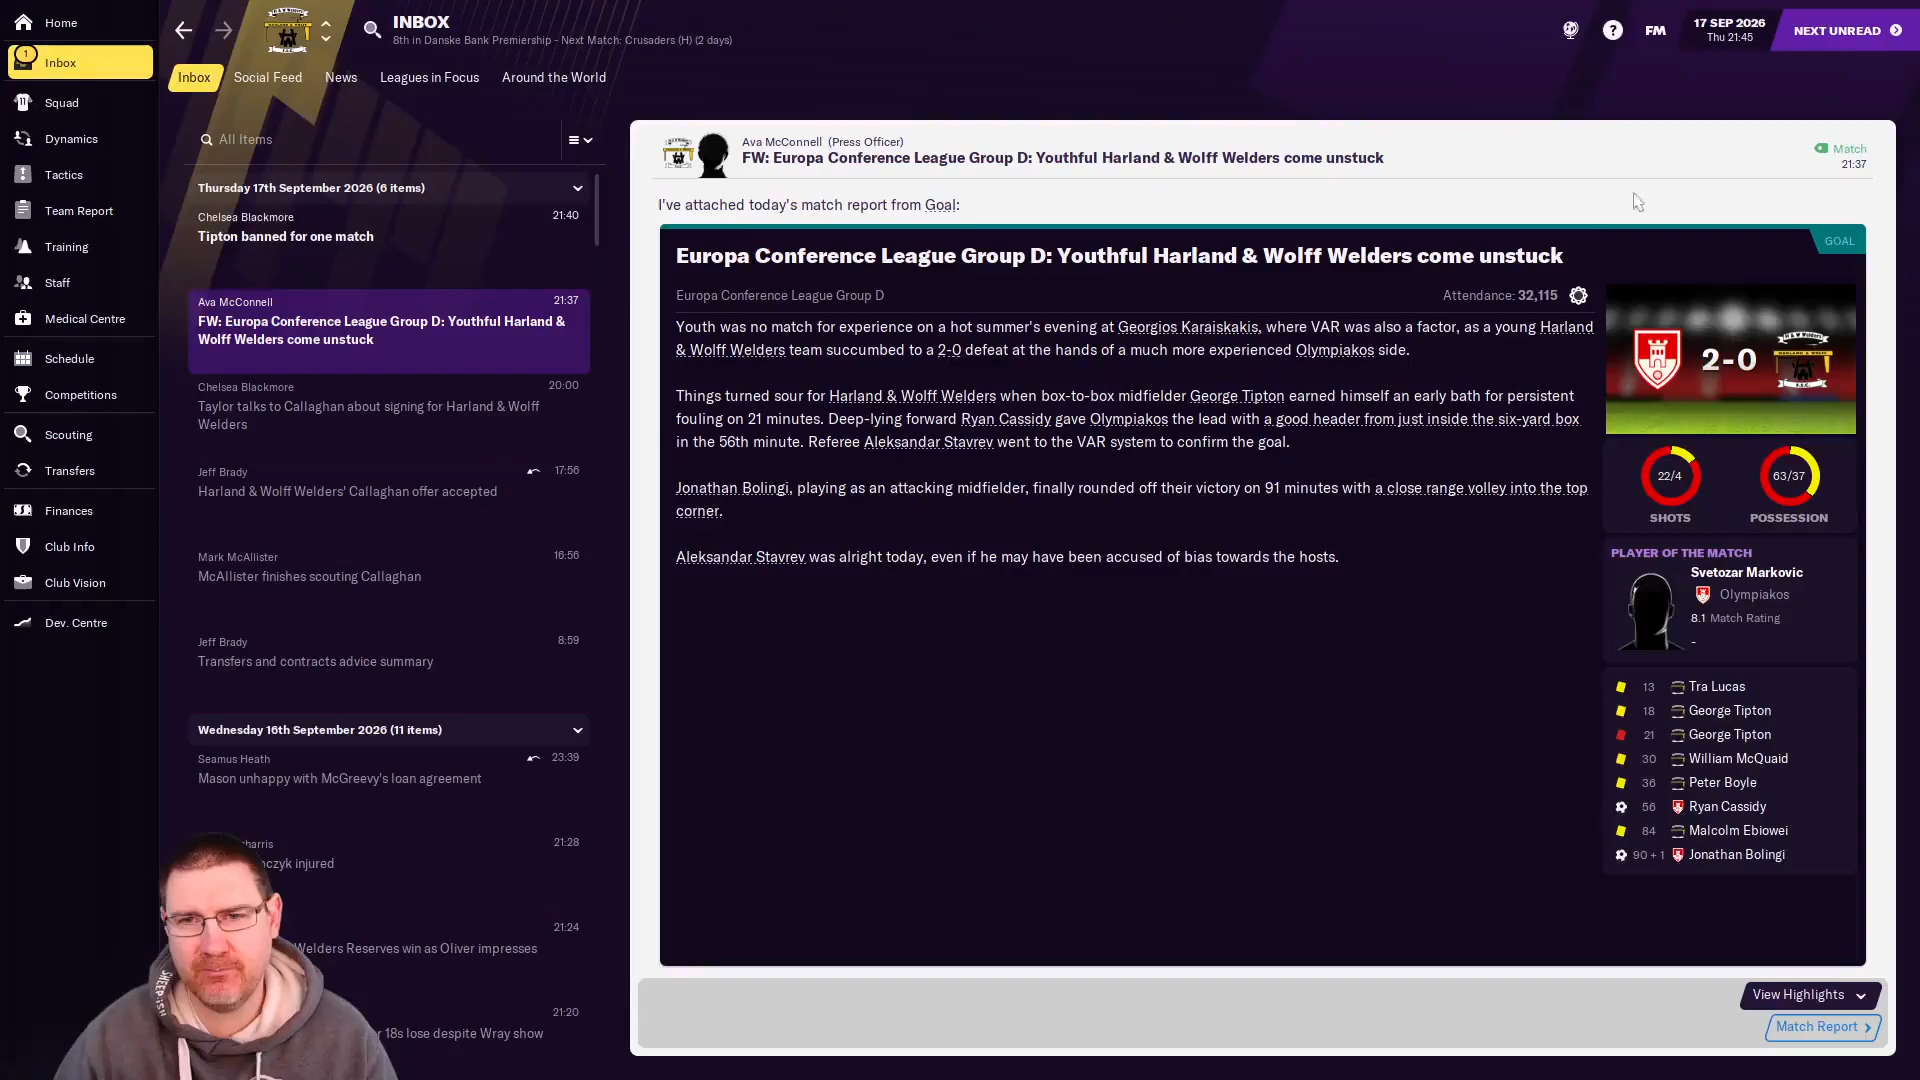 Home
1
Inbox
Squad
Dynamics
Tactics
Team Report
Training
Staff
Medical Centre
Schedule
Competitions
Scouting
Transfers
Finances
Club Info
Club Vision
Dev. Centre
INBOX
8th in Danske Bank Premiership - Next Match: Crusaders (H) (2 days)
FM
17 SEP 2026
Thu 21:45
NEXT UNREAD
Inbox
Social Feed
News
Leagues in Focus
Around the World
All Items
Thursday 17th September 2026 (6 items)
Chelsea Blackmore 21:40
Tipton banned for one match
Ava McConnell 21:37
FW: Europa Conference League Group D: Youthful Harland &
Wolff Welders come unstuck
Chelsea Blackmore 20:00
Taylor talks to Callaghan about signing for Harland & Wolff
Welders
Jeff Brady 17:56
Harland & Wolff Welders' Callaghan offer accepted
Mark McAllister 16:56
McAllister finishes scouting Callaghan
Jeff Brady 8:59
Transfers and contracts advice summary
Wednesday 16th September 2026 (11 items)
Seamus Heath 23:39
Mason unhappy with McGreevy's loan agreement
21:28
injured
21:24
Welders Reserves win as Oliver impresses
21:20
18s lose despite Wray show
Ava McConnell (Press Officer)
FW: Europa Conference League Group D: Youthful Harland & Wolff Welders come unstuck
Match
21:37
I've attached today's match report from Goal:
GOAL
Europa Conference League Group D: Youthful Harland & Wolff Welders come unstuck
Europa Conference League Group D
Attendance: 32,115
Youth was no match for experience on a hot summer's evening at Georgios Karaiskakis, where VAR was also a factor, as a young Harland
& Wolff Welders team succumbed to a 2-0 defeat at the hands of a much more experienced Olympiakos side.
Things turned sour for Harland & Wolff Welders when box-to-box midfielder George Tipton earned himself an early bath for persistent
fouling on 21 minutes. Deep-lying forward Ryan Cassidy gave Olympiakos the lead with a good header from just inside the six-yard box
in the 56th minute. Referee Aleksandar Stavrev went to the VAR system to confirm the goal.
Jonathan Bolingi, playing as an attacking midfielder, finally rounded off their victory on 91 minutes with a close range volley into the top
corner.
Aleksandar Stavrev was alright today, even if he may have been accused of bias towards the hosts.
2-0
22/4
SHOTS
63/37
POSSESSION
PLAYER OF THE MATCH
Svetozar Markovic
Olympiakos
8.1 Match Rating
-
13 Tra Lucas
18 George Tipton
21 George Tipton
30 William McQuaid
36 Peter Boyle
56 Ryan Cassidy
84 Malcolm Ebiowei
90 + 1 Jonathan Bolingi
View Highlights
Match Report